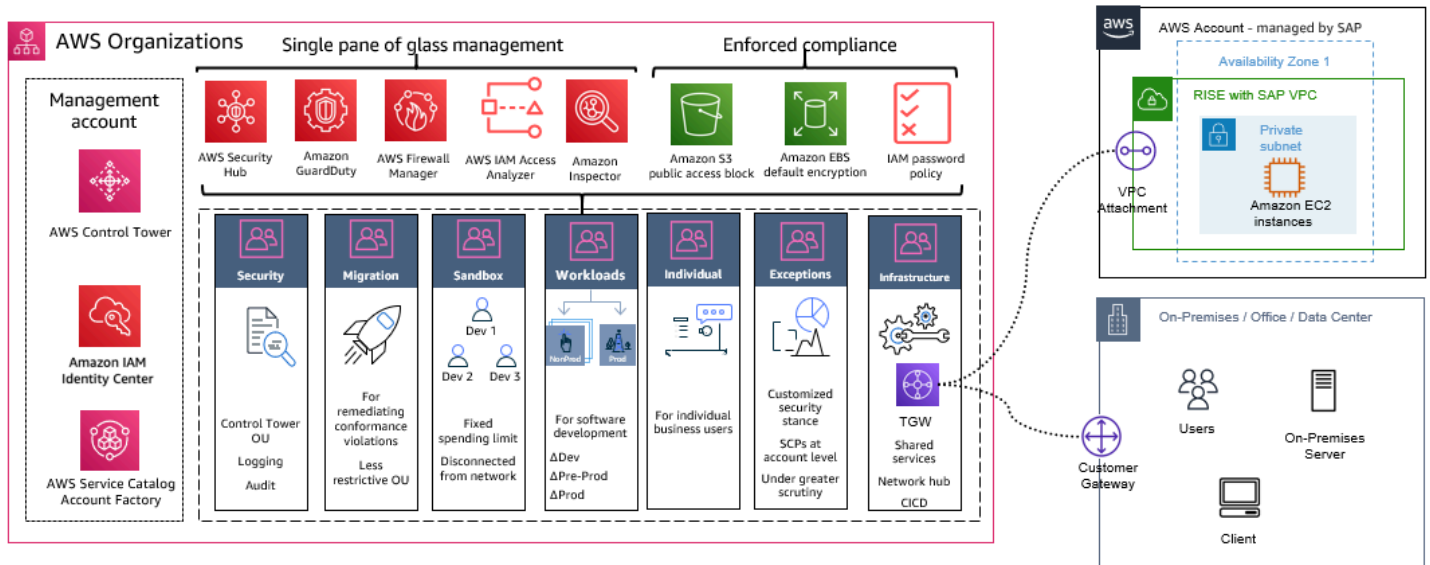 AWS Organizations
Single pane of glass management
Enforced compliance
Management
account
AWS Control Tower
Amazon IAM
Identity Center
AWS Service Catalog
Account Factory
AWS Security
Hub
Amazon
GuardDuty
AWS Firewall
Manager
AWS IAM Access
Analyzer
Amazon
Inspector
Amazon S3
public access block
Amazon EBS
default encryption
IAM password
policy
Security
Control Tower
OU
Logging
Audit
Migration
For
remediating
conformance
violations
Less
restrictive OU
Sandbox
Dev 1
Dev 2
Dev 3
Fixed
spending limit
Disconnected
from network
Workloads
NonProd
Prod
For software
development
ΔDev
ΔPre-Prod
ΔProd
Individual
For individual
business users
Exceptions
Customized
security
stance
SCPs at
account level
Under greater
scrutiny
Infrastructure
TGW
Shared
services
Network hub
CICD
aws
AWS Account - managed by SAP
Availability Zone 1
RISE with SAP VPC
Private
subnet
Amazon EC2
instances
VPC
Attachment
On-Premises / Office / Data Center
Users
On-Premises
Server
Customer
Gateway
Client